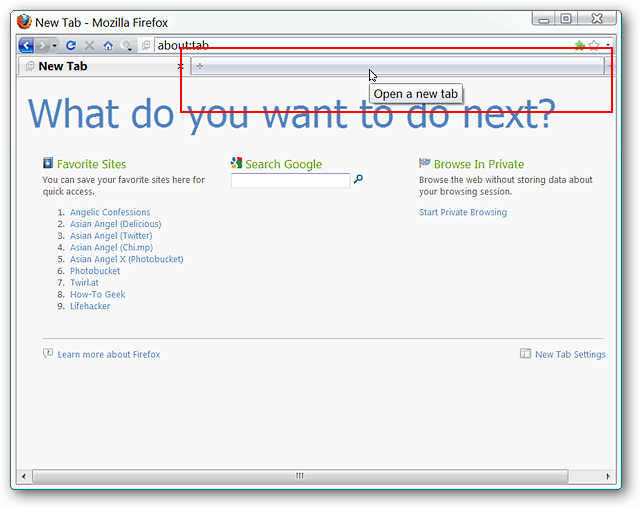 New Tab - Mozilla Firefox
about:tab
New Tab
Open a new tab
What do you want to do next?
Favorite Sites
You can save your favorite sites here for
quick access.
1. Angelic Confessions
2. Asian Angel (Delicious)
3. Asian Angel (Twitter)
4. Asian Angel (Chi.mp)
5. Asian Angel X (Photobucket)
6. Photobucket
7. Twirl.at
8. How-To Geek
9. Lifehacker
Search Google
Browse In Private
Browse the web without storing data about
your browsing session.
Start Private Browsing
Learn more about Firefox
New Tab Settings